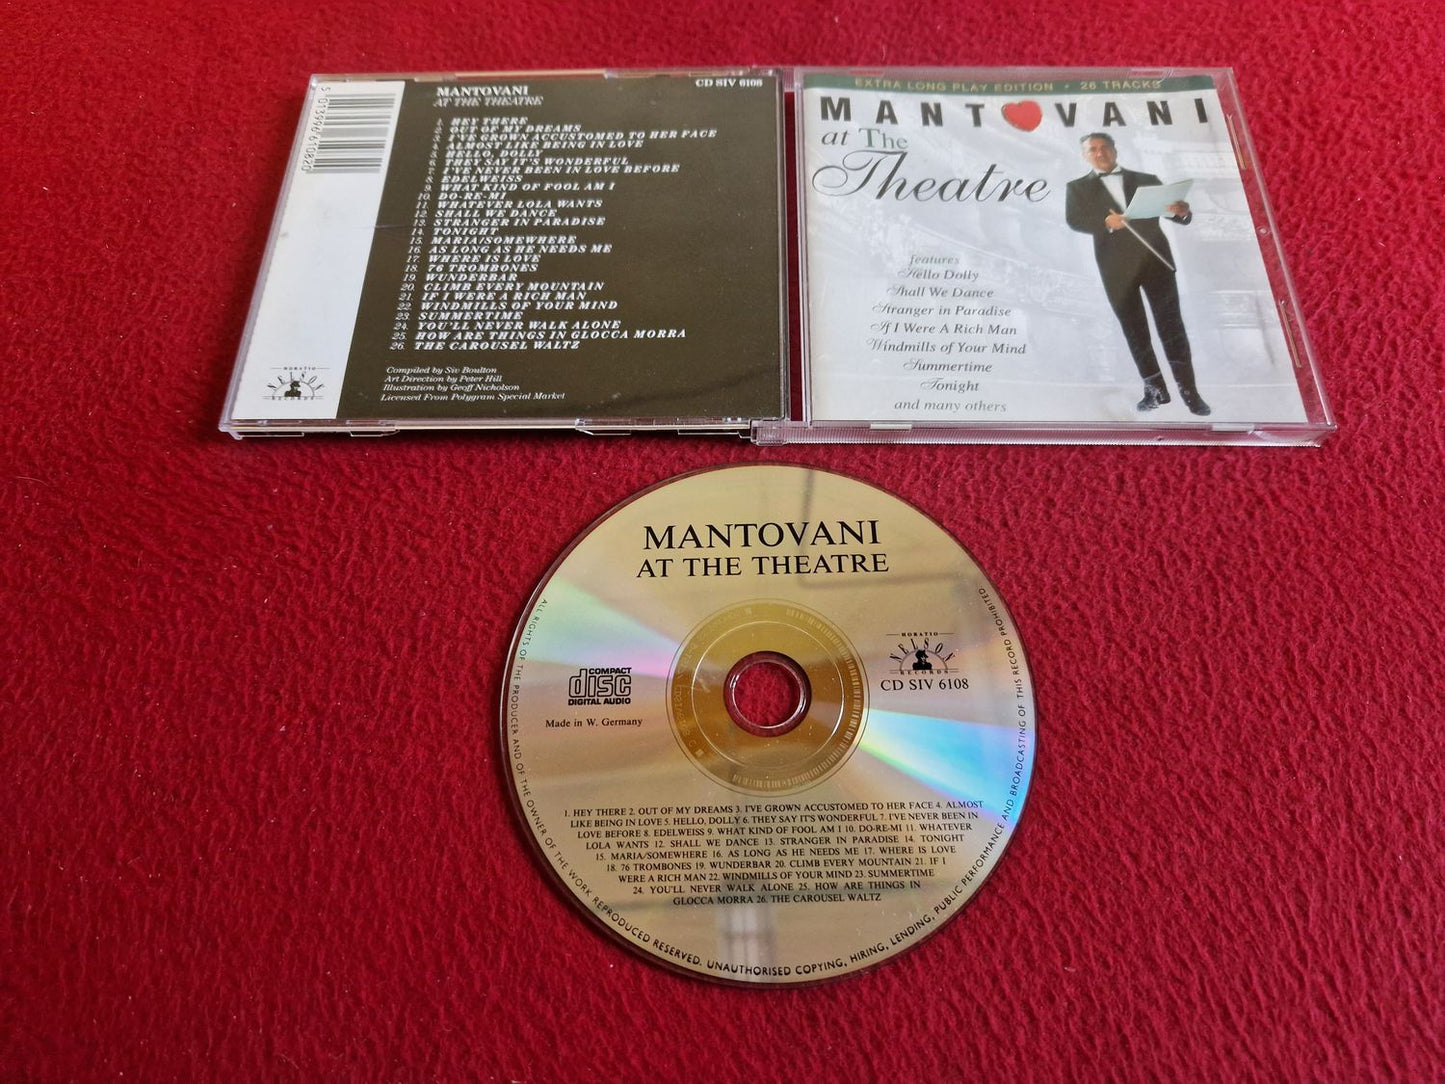 5 013996 610820
MANTOVANI
AT THE THEATRE
CD SIV 6108
1. HEY THERE
2. OUT OF MY DREAMS
3. I'VE GROWN ACCUSTOMED TO HER FACE
4. ALMOST LIKE BEING IN LOVE
5. HELLO, DOLLY
6. THEY SAY IT'S WONDERFUL
7. I'VE NEVER BEEN IN LOVE BEFORE
8. EDELWEISS
9. WHAT KIND OF FOOL AM I
10. DO-RE-MI
11. WHATEVER LOLA WANTS
12. SHALL WE DANCE
13. STRANGER IN PARADISE
14. TONIGHT
15. MARIA/SOMEWHERE
16. AS LONG AS HE NEEDS ME
17. WHERE IS LOVE
18. 76 TROMBONES
19. WUNDERBAR
20. CLIMB EVERY MOUNTAIN
21. IF I WERE A RICH MAN
22. WINDMILLS OF YOUR MIND
23. SUMMERTIME
24. YOU'LL NEVER WALK ALONE
25. HOW ARE THINGS IN GLOCCA MORRA
26. THE CAROUSEL WALTZ
Compiled by Siv Boulton
Art Direction by Peter Hill
Illustration by Geoff Nicholson
Licensed From Polygram Special Market
HORATIO
NELSON
RECORDS
EXTRA LONG PLAY EDITION • 26 TRACKS
MANTOVANI
at The
Theatre
features
Hello Dolly
Shall We Dance
Stranger in Paradise
If I Were A Rich Man
Windmills of Your Mind
Summertime
Tonight
and many others
MANTOVANI
AT THE THEATRE
HORATIO
NELSON
RECORDS
CD SIV 6108
COMPACT
disc
DIGITAL AUDIO
Made in W. Germany
1. HEY THERE 2. OUT OF MY DREAMS 3. I'VE GROWN ACCUSTOMED TO HER FACE 4. ALMOST
LIKE BEING IN LOVE 5. HELLO, DOLLY 6. THEY SAY IT'S WONDERFUL 7. I'VE NEVER BEEN IN
LOVE BEFORE 8. EDELWEISS 9. WHAT KIND OF FOOL AM I 10. DO-RE-MI 11. WHATEVER
LOLA WANTS 12. SHALL WE DANCE 13. STRANGER IN PARADISE 14. TONIGHT
15. MARIA/SOMEWHERE 16. AS LONG AS HE NEEDS ME 17. WHERE IS LOVE
18. 76 TROMBONES 19. WUNDERBAR 20. CLIMB EVERY MOUNTAIN 21. IF I
WERE A RICH MAN 22. WINDMILLS OF YOUR MIND 23. SUMMERTIME
24. YOU'LL NEVER WALK ALONE 25. HOW ARE THINGS IN
GLOCCA MORRA 26. THE CAROUSEL WALTZ
ALL RIGHTS OF THE PRODUCER AND OF THE OWNER OF THE WORK REPRODUCED RESERVED. UNAUTHORISED COPYING, HIRING, LENDING, PUBLIC PERFORMANCE AND BROADCASTING OF THIS RECORD PROHIBITED